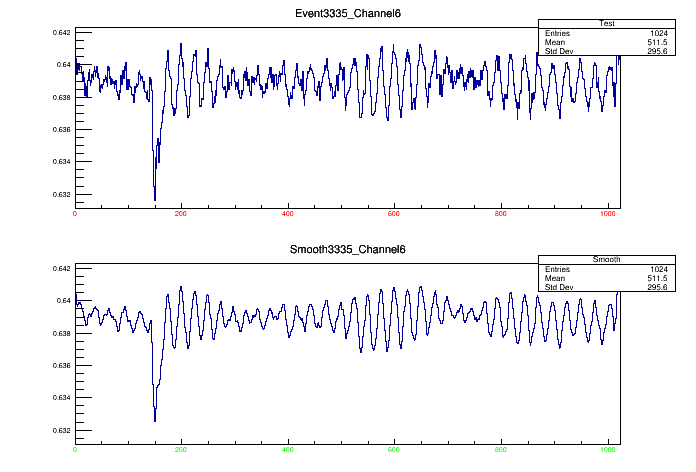 Event3335_Channel6
Test
Entries 1024
Mean 511.5
Std Dev 295.6
0.642
0.64
0.638
0.636
0.634
0.632
0 200 400 600 800 1000
Smooth3335_Channel6
Smooth
Entries 1024
Mean 511.5
Std Dev 295.6
0.642
0.64
0.638
0.636
0.634
0.632
0 200 400 600 800 1000